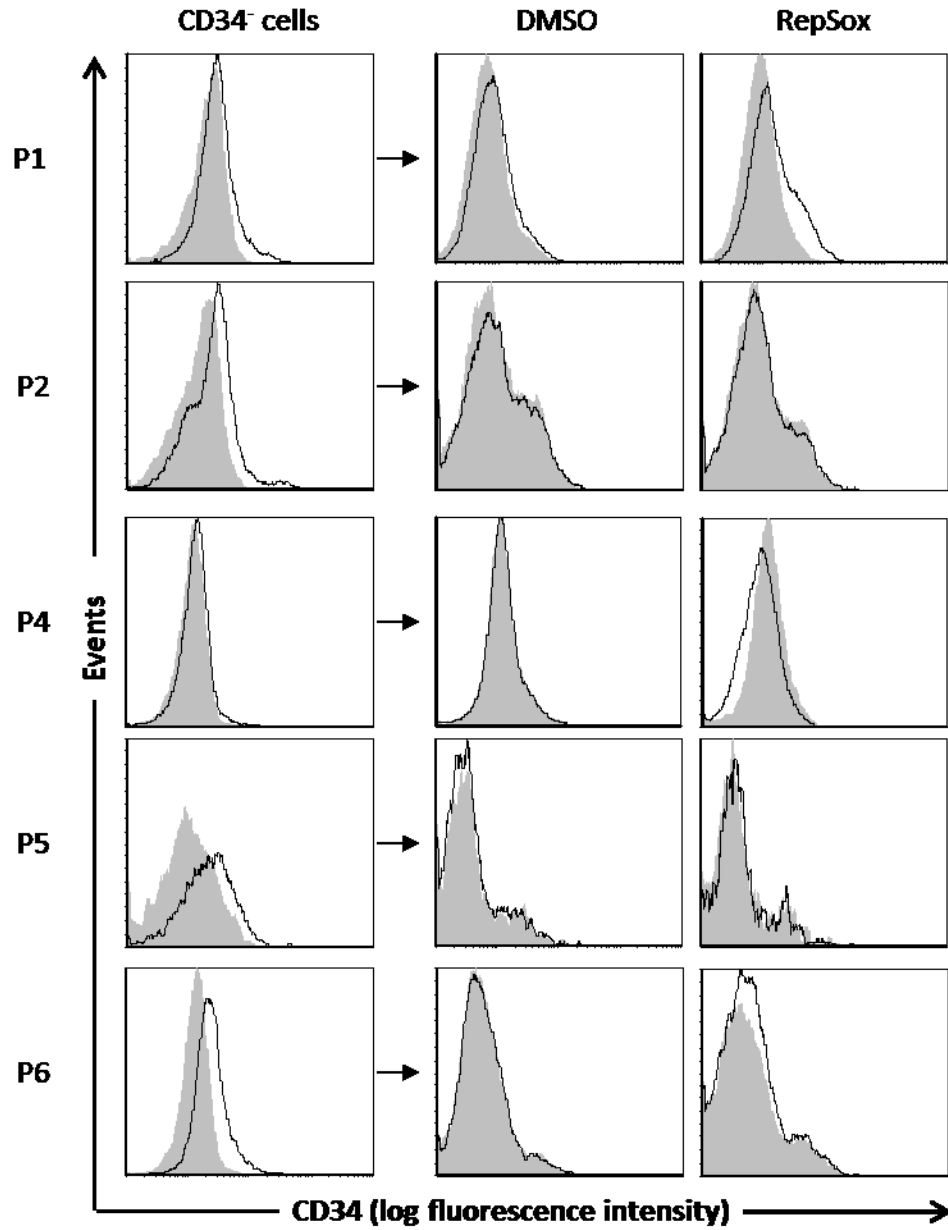 CD34⁻ cells DMSO RepSox
P1
P2
P4
P5
P6
Events
CD34 (log fluorescence intensity)